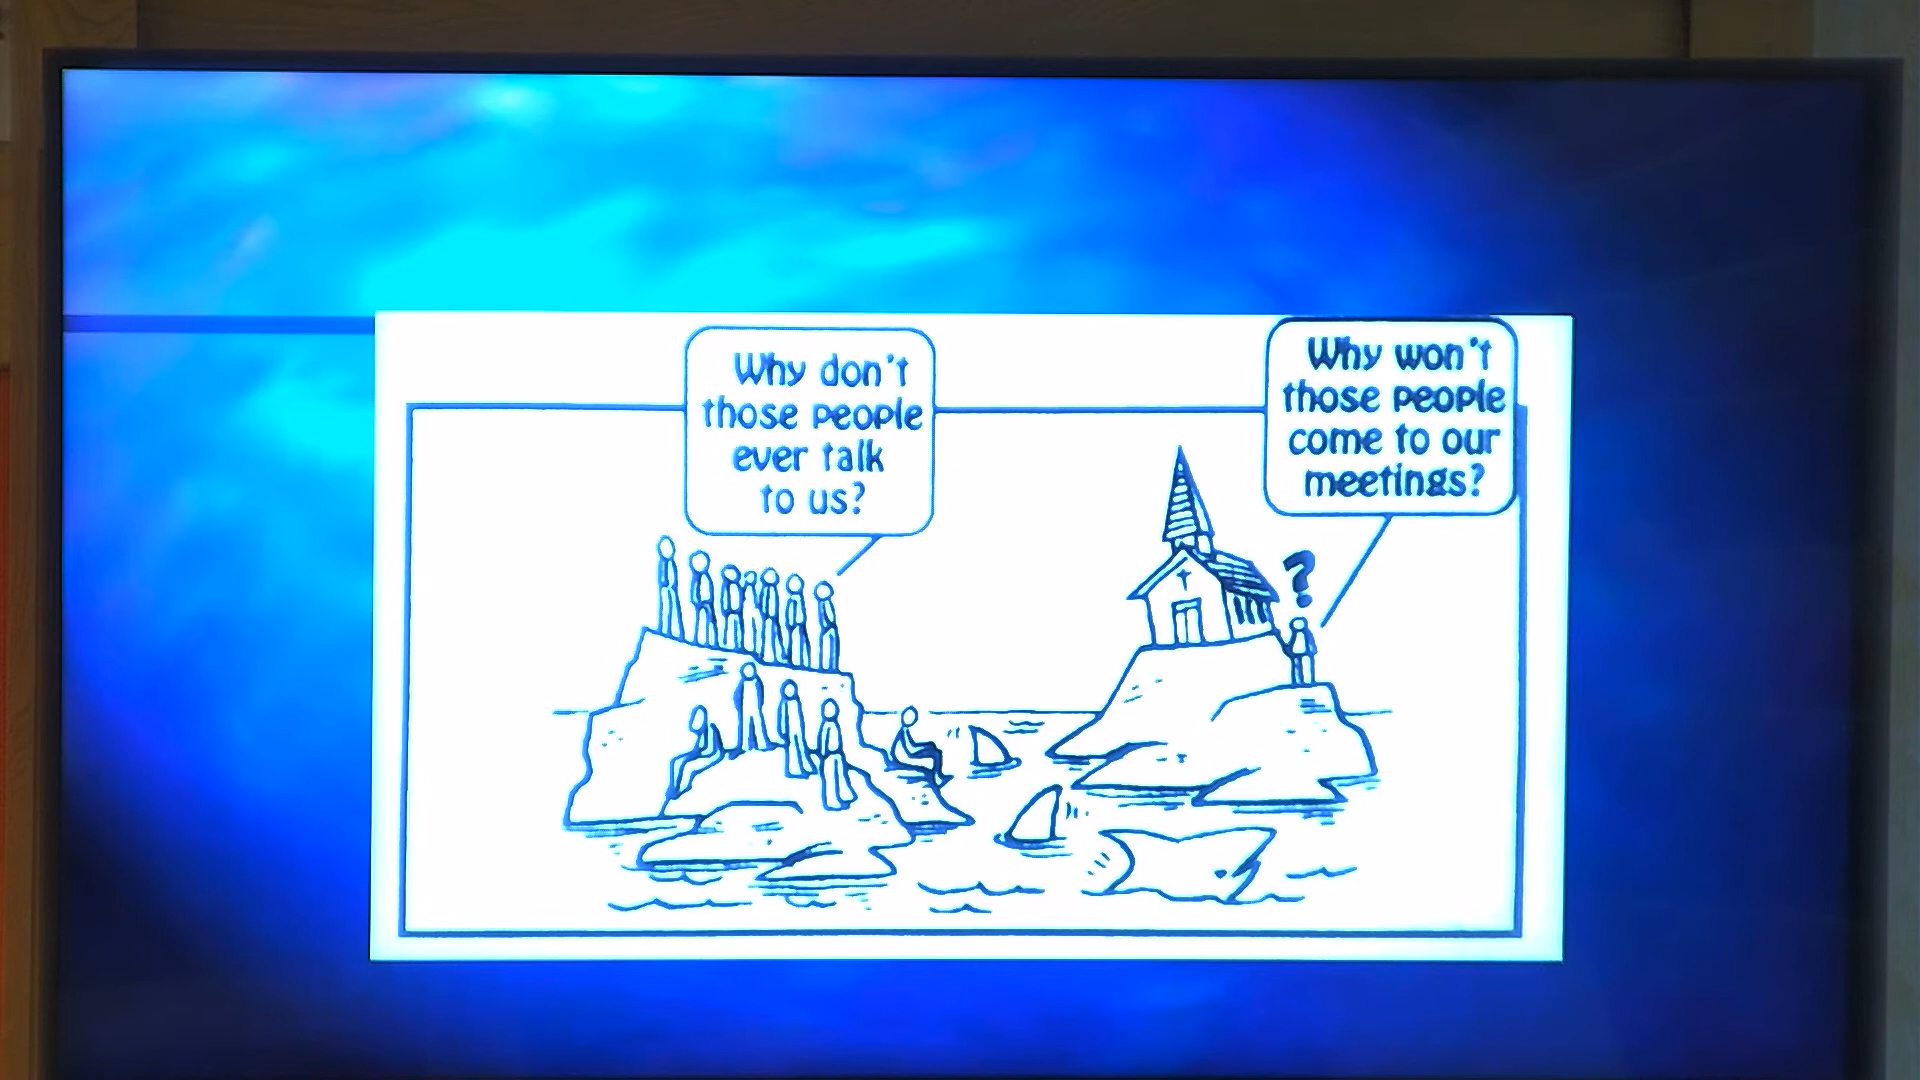 Why don't
those people
ever talk
to us?
Why won't
those people
come to our
meetings?
?